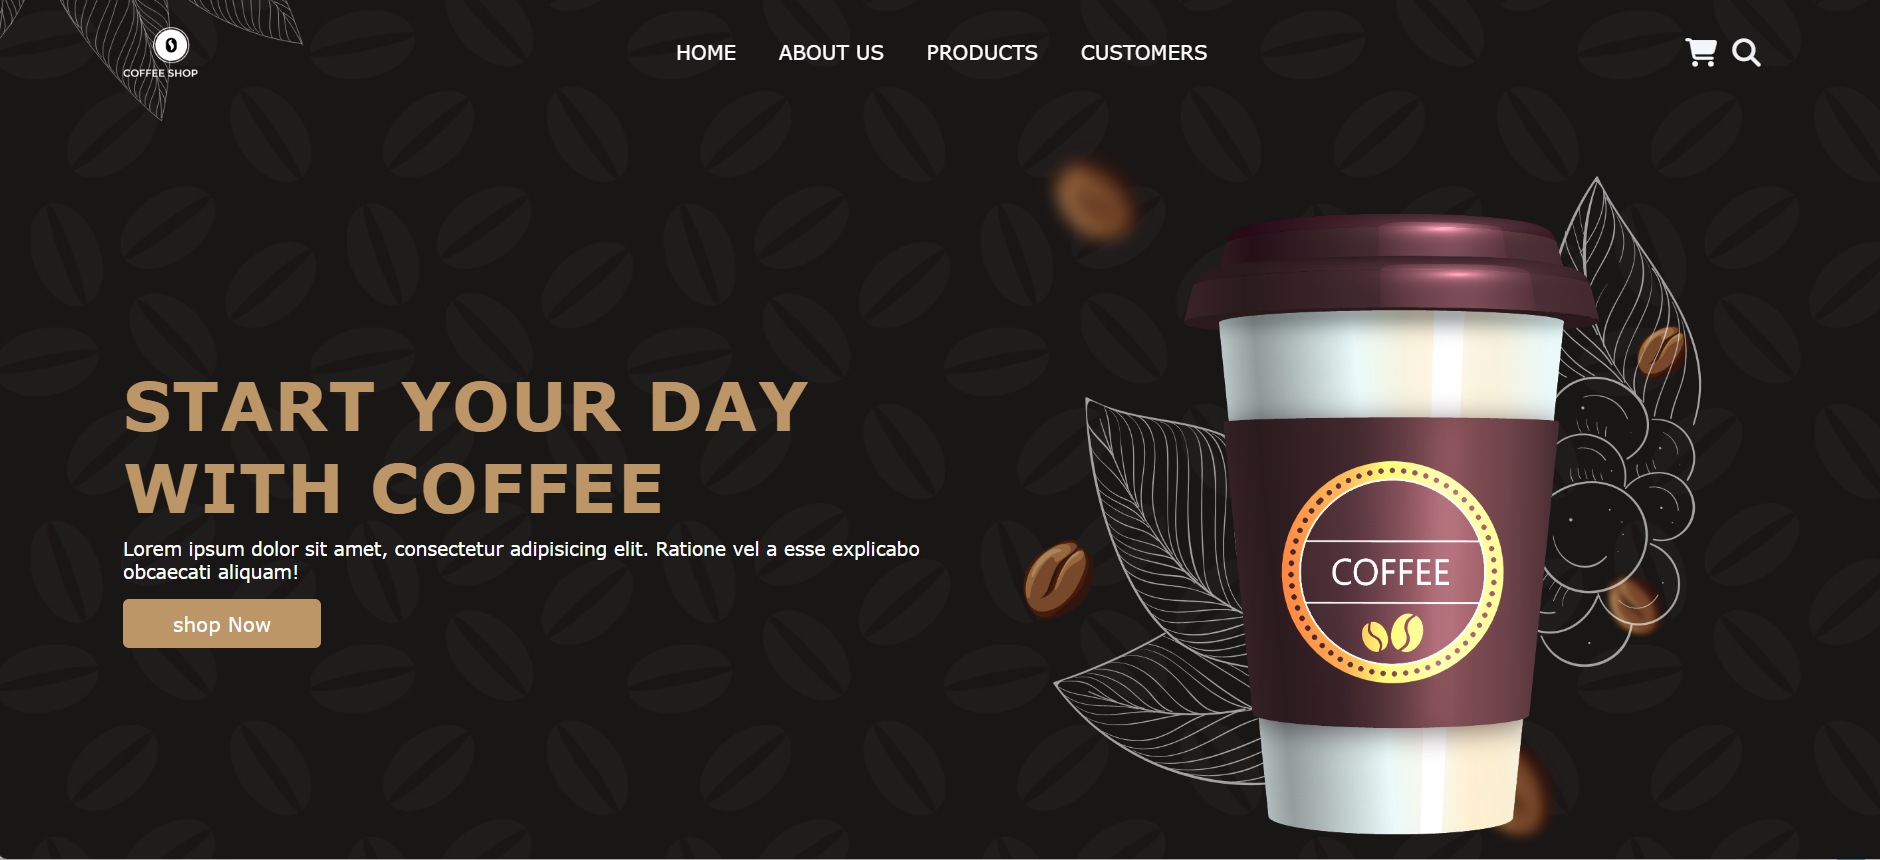 COFFEE SHOP
HOME ABOUT US PRODUCTS CUSTOMERS
START YOUR DAY
WITH COFFEE
Lorem ipsum dolor sit amet, consectetur adipisicing elit. Ratione vel a esse explicabo
obcaecati aliquam!
shop Now
COFFEE